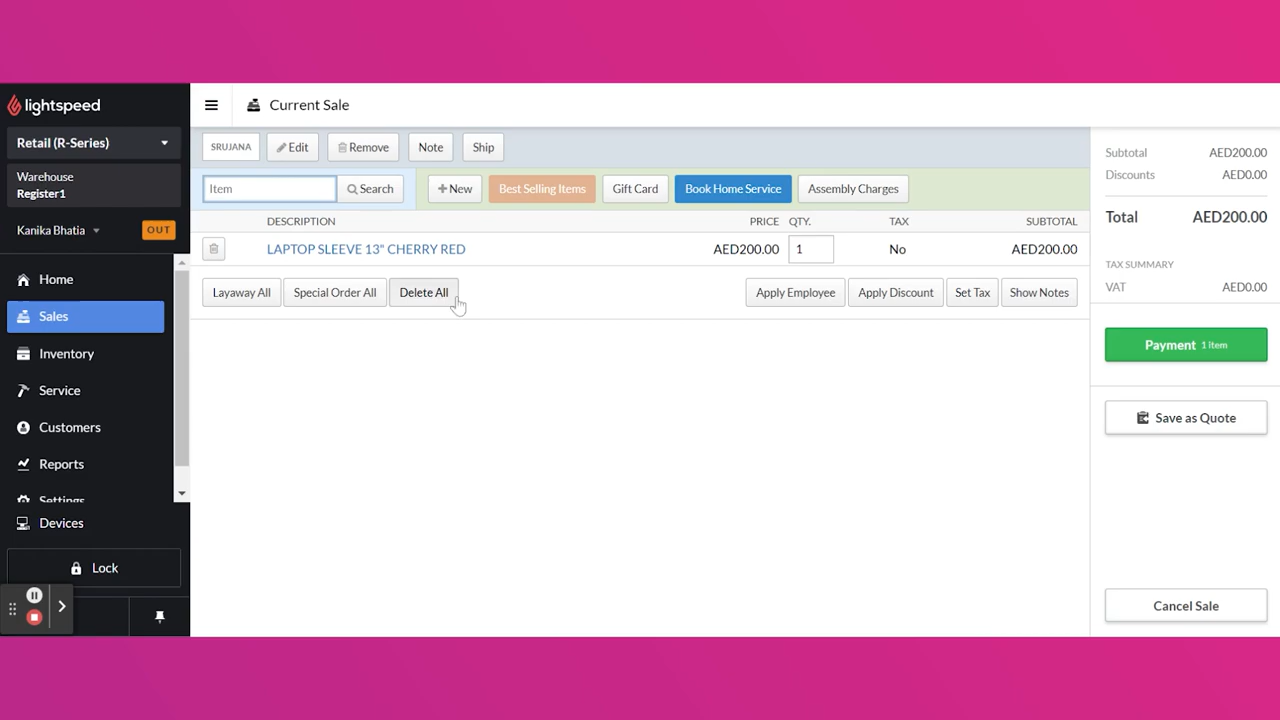 lightspeed
Current Sale
Retail (R-Series)
Warehouse
Register1
Kanika Bhatia
OUT
Home
Sales
Inventory
Service
Customers
Reports
Settings
Devices
Lock
SRUJANA
Edit
Remove
Note
Ship
Item
Search
+ New
Best Selling Items
Gift Card
Book Home Service
Assembly Charges
DESCRIPTION PRICE QTY. TAX SUBTOTAL
LAPTOP SLEEVE 13" CHERRY RED AED200.00 1 No AED200.00
Layaway All
Special Order All
Delete All
Apply Employee
Apply Discount
Set Tax
Show Notes
Subtotal AED200.00
Discounts AED0.00
Total AED200.00
TAX SUMMARY
VAT AED0.00
Payment 1 Item
Save as Quote
Cancel Sale